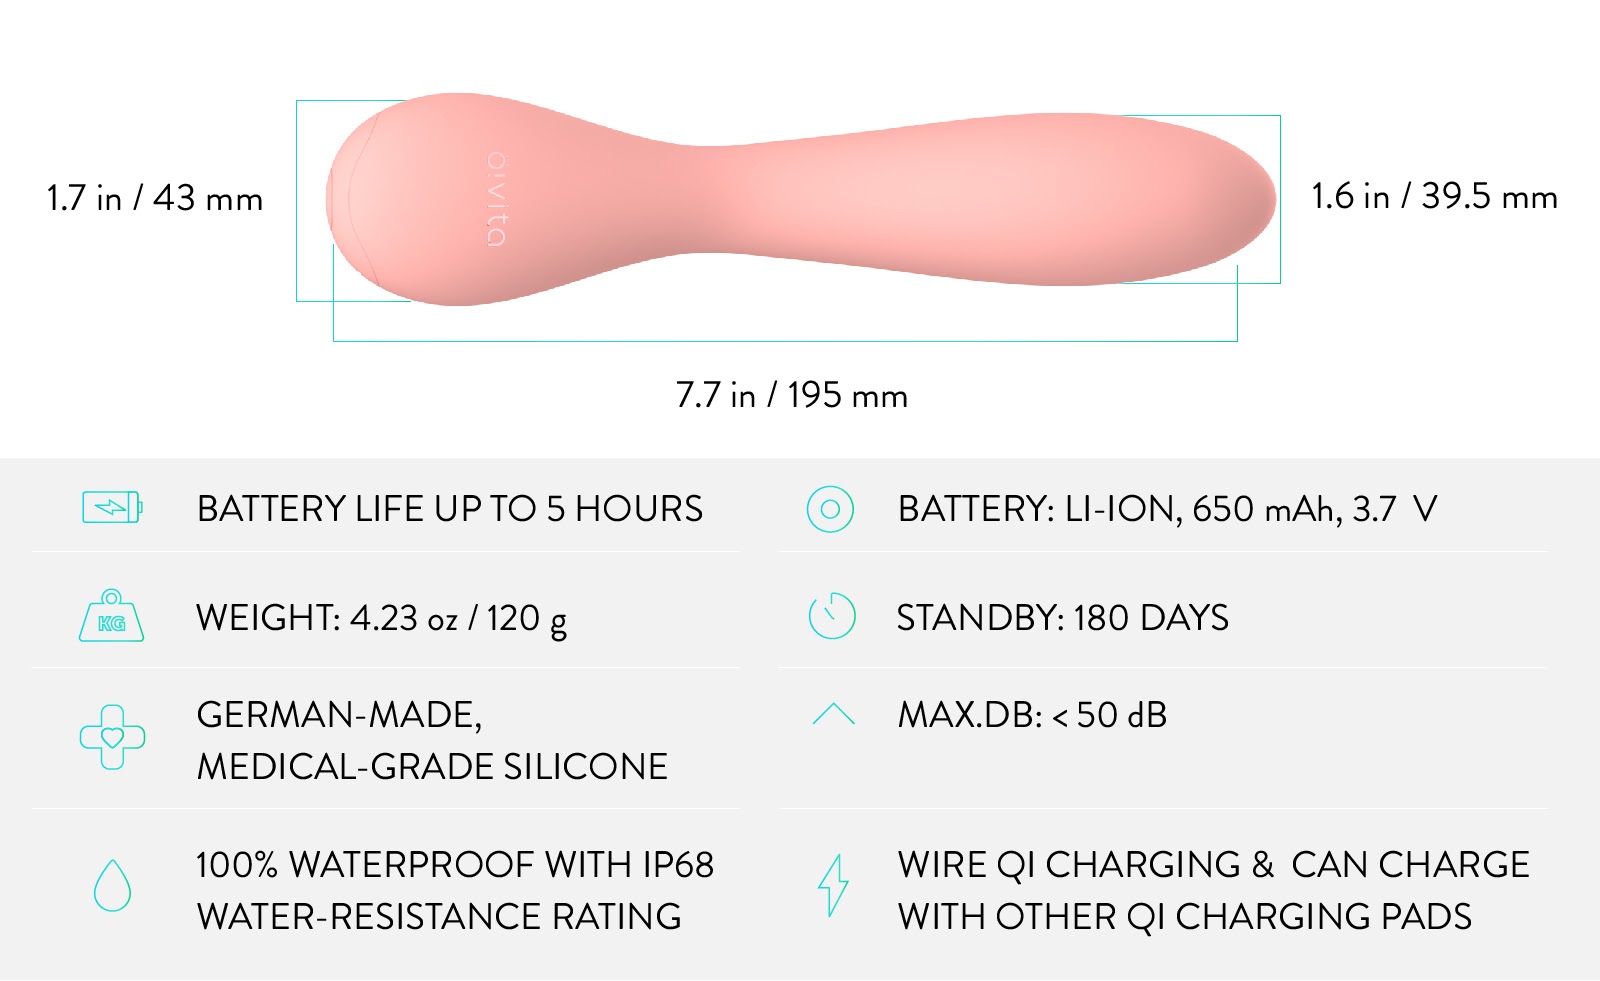 o!vita
1.7 in / 43 mm
1.6 in / 39.5 mm
7.7 in / 195 mm
BATTERY LIFE UP TO 5 HOURS
BATTERY: LI-ION, 650 mAh, 3.7 V
KG
WEIGHT: 4.23 oz / 120 g
STANDBY: 180 DAYS
GERMAN-MADE,
MEDICAL-GRADE SILICONE
MAX.DB: < 50 dB
100% WATERPROOF WITH IP68
WATER-RESISTANCE RATING
WIRE QI CHARGING & CAN CHARGE
WITH OTHER QI CHARGING PADS